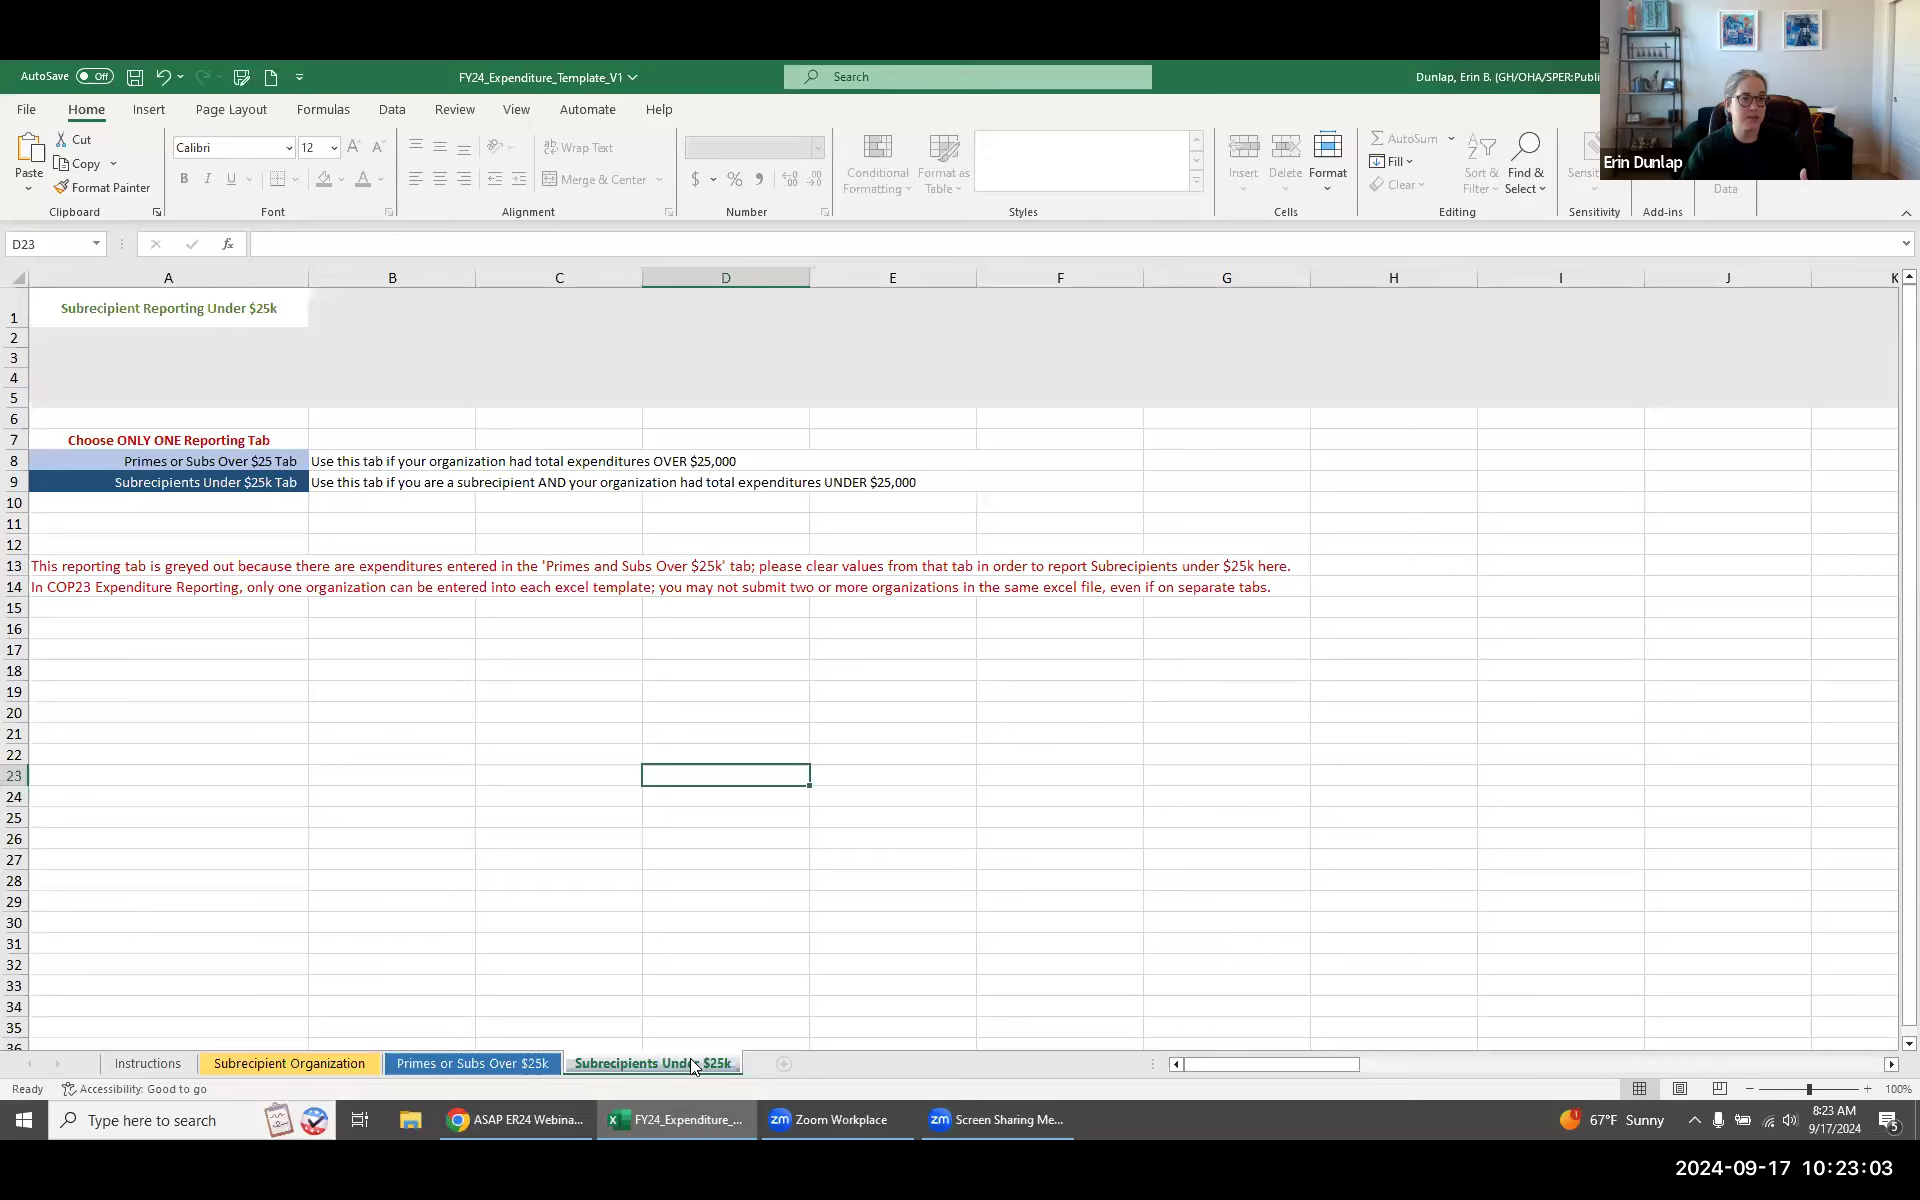 AutoSave Off
FY24_Expenditure_Template_V1
Search
Dunlap, Erin B. (GH/OHA/SPER:Publi
Erin Dunlap
File Home Insert Page Layout Formulas Data Review View Automate Help
Paste
Cut
Copy
Format Painter
Clipboard
Calibri 12
B I U
Font
Wrap Text
Merge & Center
Alignment
$ % 9
Number
Conditional Formatting
Format as Table
Styles
Insert Delete Format
Cells
AutoSum
Fill
Clear
Sort & Filter
Find & Select
Editing
Sensitivity
Add-ins
Data
D23
fx
A B C D E F G H I J K
1 Subrecipient Reporting Under $25k
2
3
4
5
6
7 Choose ONLY ONE Reporting Tab
8 Primes or Subs Over $25 Tab Use this tab if your organization had total expenditures OVER $25,000
9 Subrecipients Under $25k Tab Use this tab if you are a subrecipient AND your organization had total expenditures UNDER $25,000
10
11
12
13 This reporting tab is greyed out because there are expenditures entered in the 'Primes and Subs Over $25k' tab; please clear values from that tab in order to report Subrecipients under $25k here.
14 In COP23 Expenditure Reporting, only one organization can be entered into each excel template; you may not submit two or more organizations in the same excel file, even if on separate tabs.
15
16
17
18
19
20
21
22
23
24
25
26
27
28
29
30
31
32
33
34
35
36
Instructions Subrecipient Organization Primes or Subs Over $25k Subrecipients Under $25k
Ready Accessibility: Good to go 100%
Type here to search
ASAP ER24 Webina...
FY24_Expenditure_...
zm Zoom Workplace
zm Screen Sharing Me...
67°F Sunny
8:23 AM
9/17/2024
5
2024-09-17 10:23:03